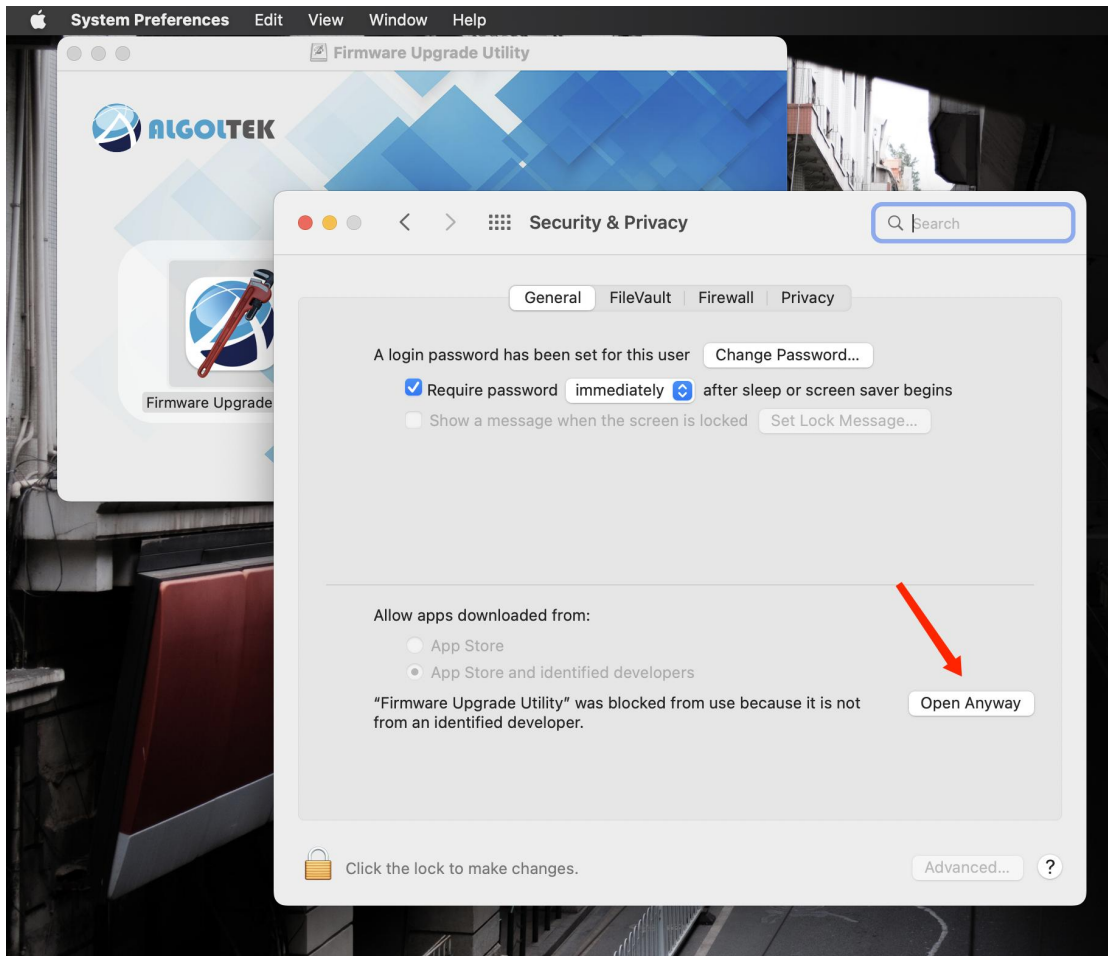 System Preferences Edit View Window Help
Firmware Upgrade Utility
ALGOLTEK
Firmware Upgrade
Security & Privacy
Search
General FileVault Firewall Privacy
A login password has been set for this user Change Password...
Require password immediately after sleep or screen saver begins
Show a message when the screen is locked Set Lock Message...
Allow apps downloaded from:
App Store
App Store and identified developers
“Firmware Upgrade Utility” was blocked from use because it is not
from an identified developer.
Open Anyway
Click the lock to make changes.
Advanced...
?